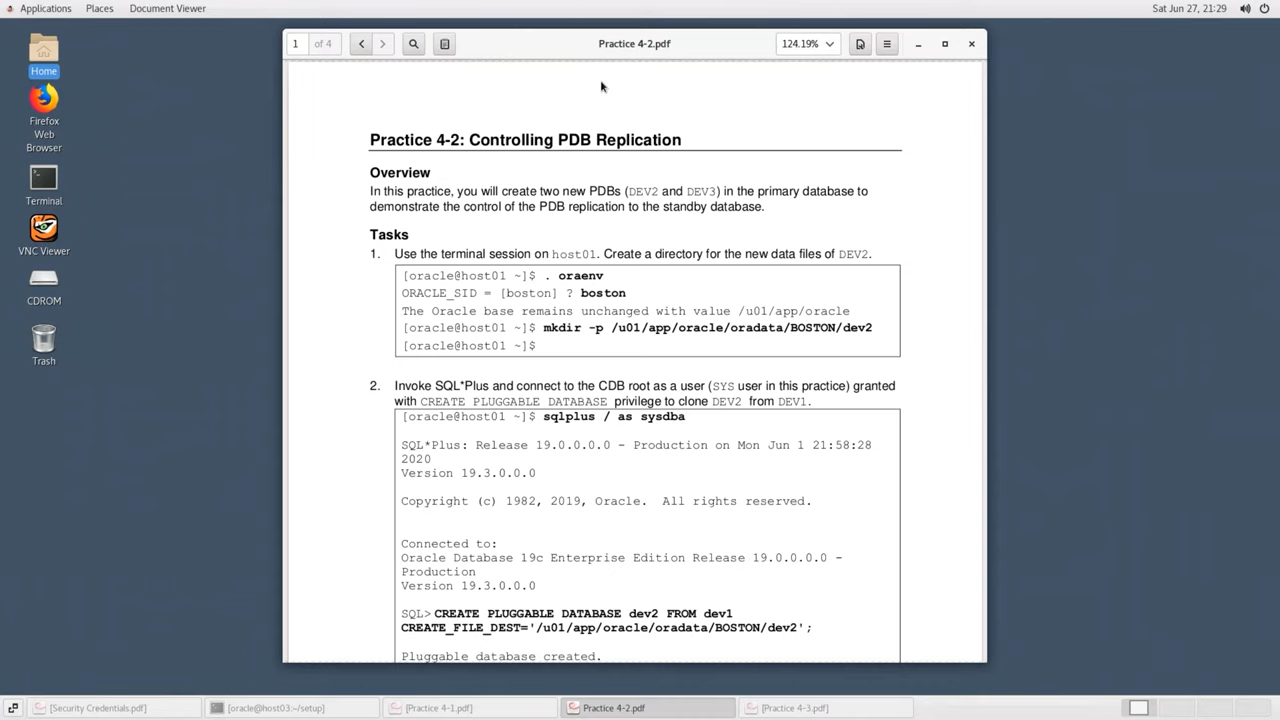 Applications Places Document Viewer Sat Jun 27, 21:29
1 of 4 Practice 4-2.pdf 124.19%
Home
Firefox
Web
Browser
Terminal
VNC Viewer
CDROM
Trash
Practice 4-2: Controlling PDB Replication
Overview
In this practice, you will create two new PDBs (DEV2 and DEV3) in the primary database to
demonstrate the control of the PDB replication to the standby database.
Tasks
1. Use the terminal session on host01. Create a directory for the new data files of DEV2.
[oracle@host01 ~]$ . oraenv
ORACLE_SID = [boston] ? boston
The Oracle base remains unchanged with value /u01/app/oracle
[oracle@host01 ~]$ mkdir -p /u01/app/oracle/oradata/BOSTON/dev2
[oracle@host01 ~]$
2. Invoke SQL*Plus and connect to the CDB root as a user (SYS user in this practice) granted
with CREATE PLUGGABLE DATABASE privilege to clone DEV2 from DEV1.
[oracle@host01 ~]$ sqlplus / as sysdba
SQL*Plus: Release 19.0.0.0.0 - Production on Mon Jun 1 21:58:28
2020
Version 19.3.0.0.0
Copyright (c) 1982, 2019, Oracle. All rights reserved.
Connected to:
Oracle Database 19c Enterprise Edition Release 19.0.0.0.0 -
Production
Version 19.3.0.0.0
SQL> CREATE PLUGGABLE DATABASE dev2 FROM dev1
CREATE_FILE_DEST='/u01/app/oracle/oradata/BOSTON/dev2';
Pluggable database created.
[Security Credentials.pdf] [oracle@host03:~/setup] [Practice 4-1.pdf] Practice 4-2.pdf [Practice 4-3.pdf]